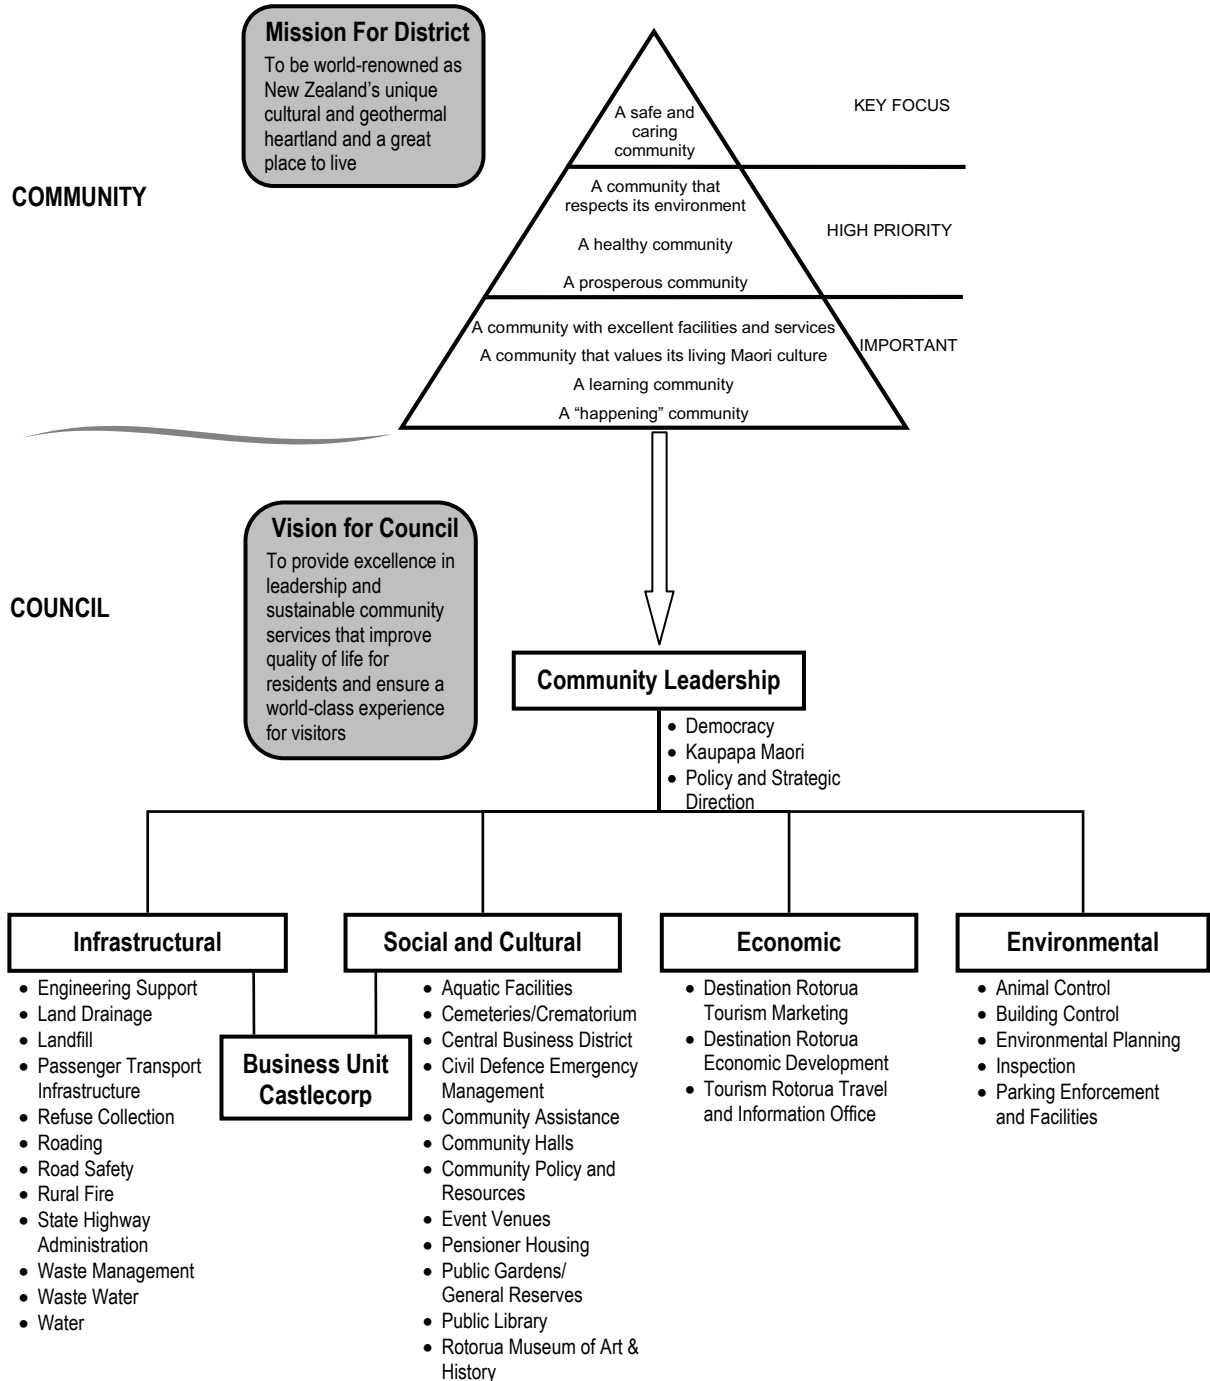 Mission For District
To be world-renowned as
New Zealand's unique
cultural and geothermal
heartland and a great
place to live
COMMUNITY
A safe and
caring
community
KEY FOCUS
A community that
respects its environment
A healthy community
A prosperous community
HIGH PRIORITY
A community with excellent facilities and services
A community that values its living Maori culture
A learning community
A “happening” community
IMPORTANT
Vision for Council
To provide excellence in
leadership and
sustainable community
services that improve
quality of life for
residents and ensure a
world-class experience
for visitors
COUNCIL
Community Leadership
• Democracy
• Kaupapa Maori
• Policy and Strategic
Direction
Infrastructural
• Engineering Support
• Land Drainage
• Landfill
• Passenger Transport
Infrastructure
• Refuse Collection
• Roading
• Road Safety
• Rural Fire
• State Highway
Administration
• Waste Management
• Waste Water
• Water
Business Unit
Castlecorp
Social and Cultural
• Aquatic Facilities
• Cemeteries/Crematorium
• Central Business District
• Civil Defence Emergency
Management
• Community Assistance
• Community Halls
• Community Policy and
Resources
• Event Venues
• Pensioner Housing
• Public Gardens/
General Reserves
• Public Library
• Rotorua Museum of Art &
History
Economic
• Destination Rotorua
Tourism Marketing
• Destination Rotorua
Economic Development
• Tourism Rotorua Travel
and Information Office
Environmental
• Animal Control
• Building Control
• Environmental Planning
• Inspection
• Parking Enforcement
and Facilities